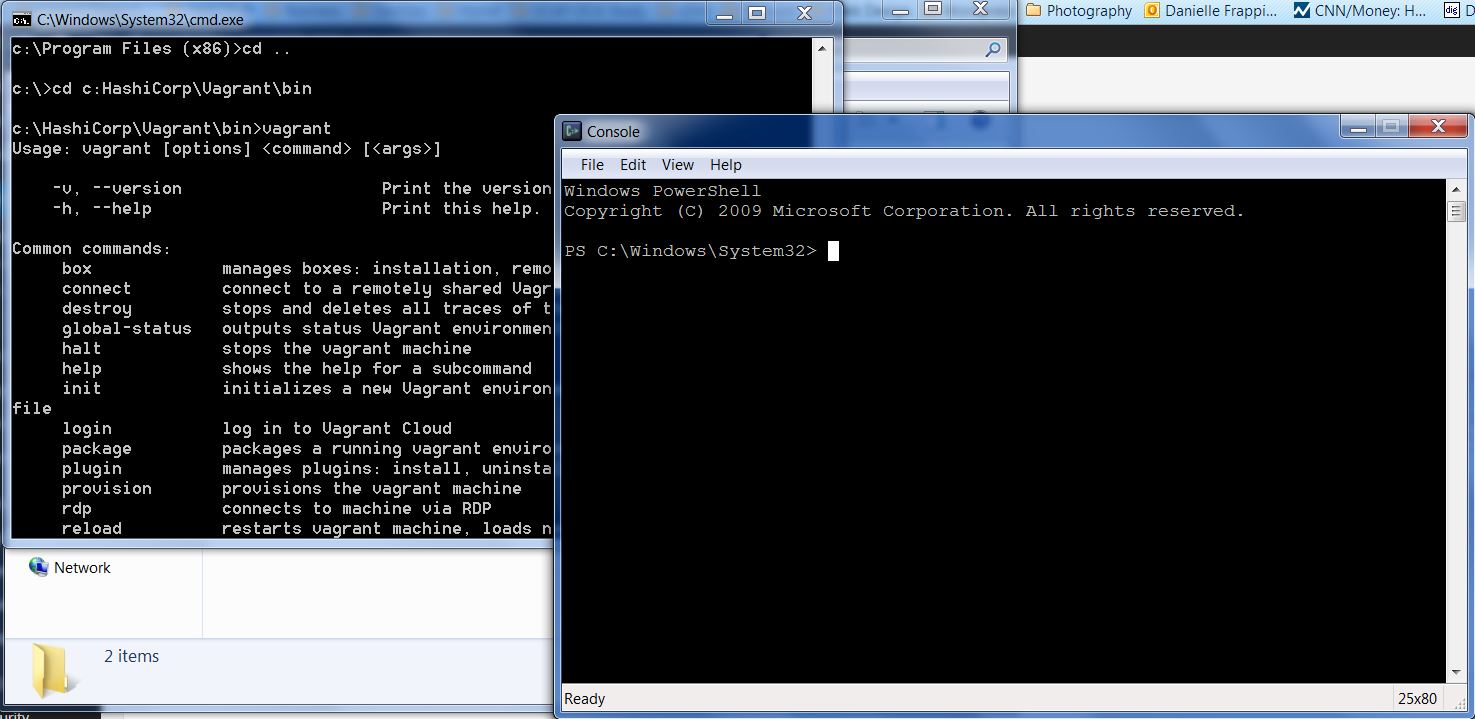 C:\Windows\System32\cmd.exe
c:\Program Files (x86)>cd ..
c:\>cd c:HashiCorp\Vagrant\bin
c:\HashiCorp\Vagrant\bin>vagrant
Usage: vagrant [options] <command> [<args>]
-v, --version Print the version
-h, --help Print this help.
Common commands:
box manages boxes: installation, remo
connect connect to a remotely shared Vagr
destroy stops and deletes all traces of t
global-status outputs status Vagrant environmen
halt stops the vagrant machine
help shows the help for a subcommand
init initializes a new Vagrant environ
file
login log in to Vagrant Cloud
package packages a running vagrant enviro
plugin manages plugins: install, uninsta
provision provisions the vagrant machine
rdp connects to machine via RDP
reload restarts vagrant machine, loads n
Network
2 items
urity
Photography Danielle Frappi... CNN/Money: H... dig D
Console
File Edit View Help
Windows PowerShell
Copyright (C) 2009 Microsoft Corporation. All rights reserved.
PS C:\Windows\System32>
Ready 25x80